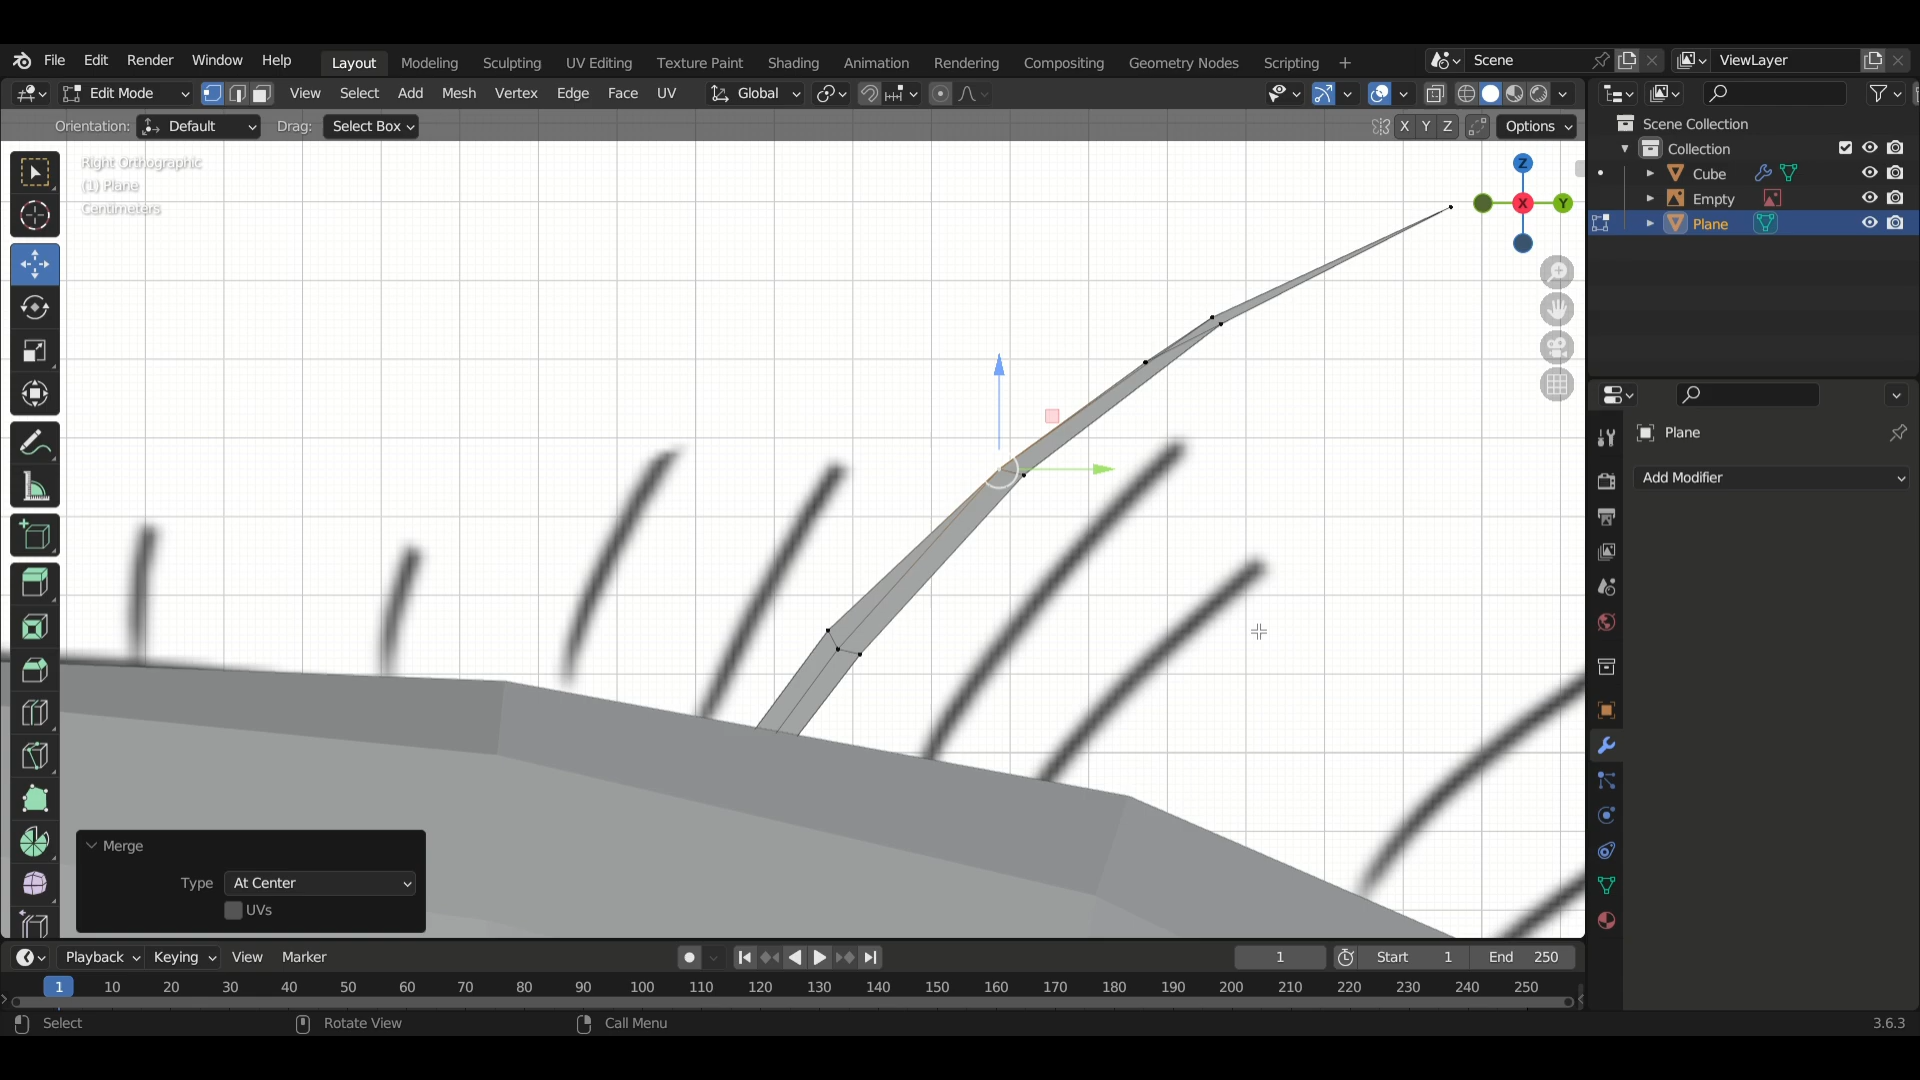 File Edit Render Window Help Layout Modeling Sculpting UV Editing Texture Paint Shading Animation Rendering Compositing Geometry Nodes Scripting + Scene ViewLayer
Edit Mode View Select Add Mesh Vertex Edge Face UV Global
Orientation: Default Drag: Select Box X Y Z Options
Scene Collection
Collection
Cube
Empty
Plane
Right Orthographic
(1) Plane
Centimeters
Z
X
Y
Plane
Add Modifier
Merge
Type At Center
UVs
Playback Keying View Marker 1 Start 1 End 250
1 10 20 30 40 50 60 70 80 90 100 110 120 130 140 150 160 170 180 190 200 210 220 230 240 250
Select Rotate View Call Menu 3.6.3